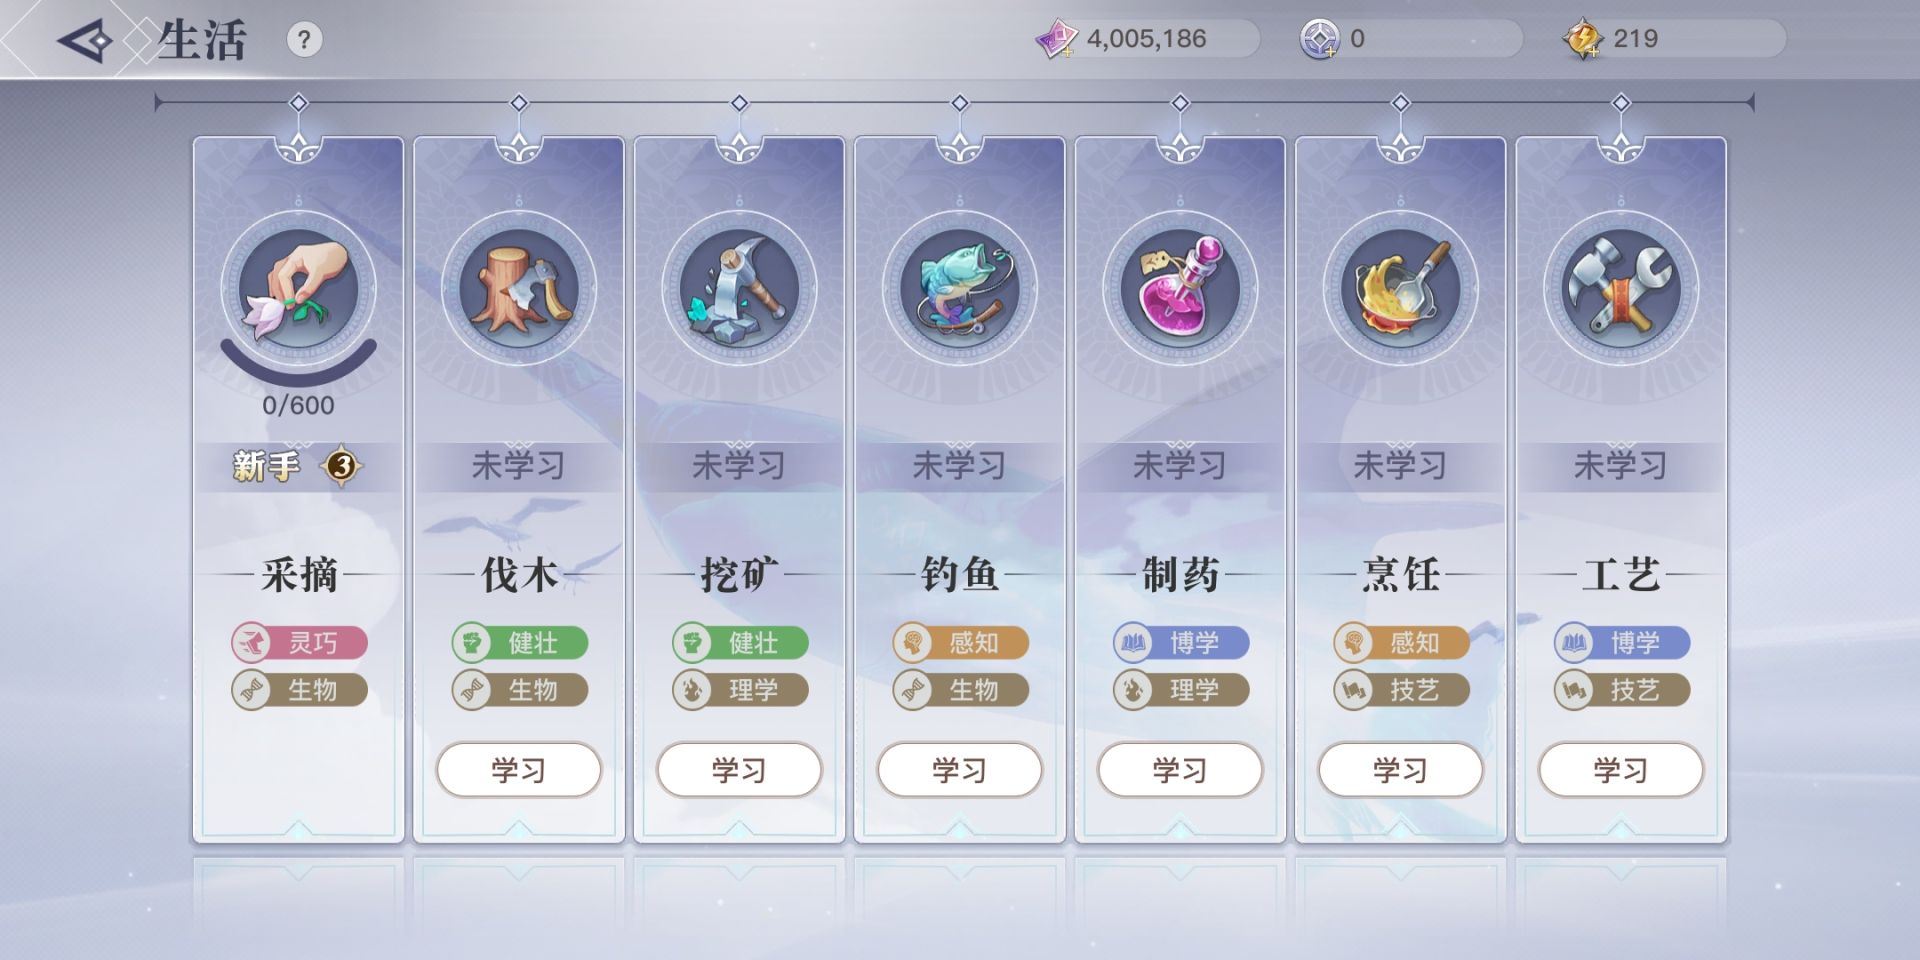 生活 ? 4,005,186 0 219
0/600
新手 3 未学习 未学习 未学习 未学习 未学习 未学习
采摘 伐木 挖矿 钓鱼 制药 烹饪 工艺
灵巧 健壮 健壮 感知 博学 感知 博学
生物 生物 理学 生物 理学 技艺 技艺
学习 学习 学习 学习 学习 学习